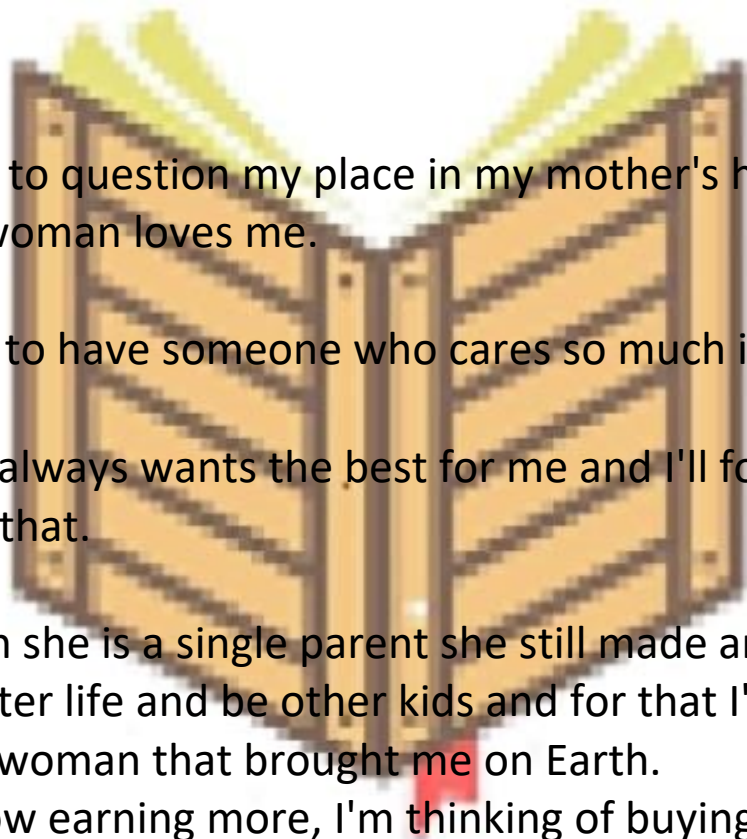 to question my place in my mother's
woman loves me.
to have someone who cares so much
always wants the best for me and I'll
that.
she is a single parent she still made
life and be other kids and for that
woman that brought me on Earth.
earning more, I'm thinking of buying